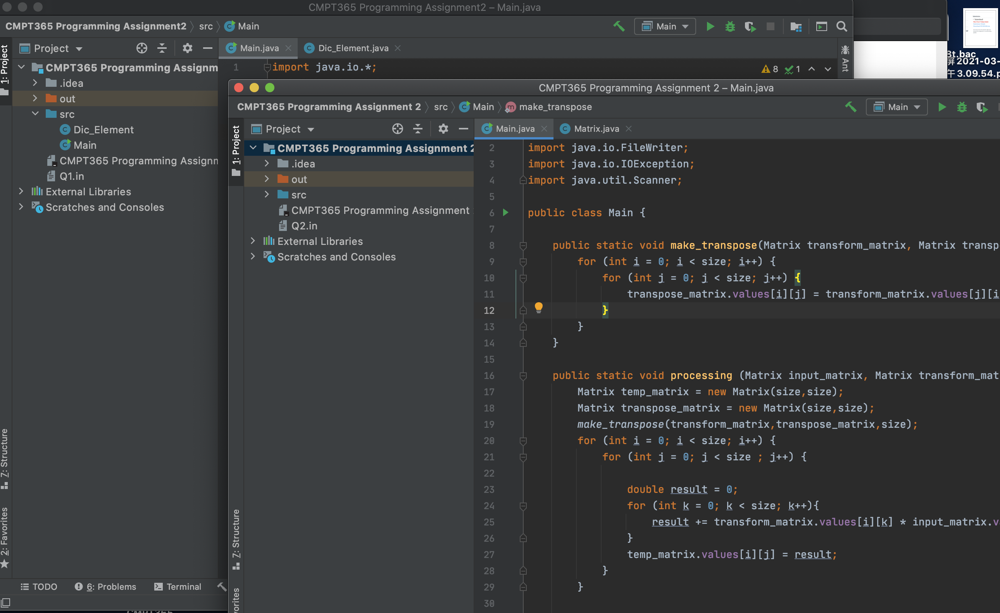 CMPT365 Programming Assignment2 – Main.java
CMPT365 Programming Assignment2 src Main
Main
Project
Main.java
Dic_Element.java
1: Project
CMPT365 Programming Assignm
.idea
out
src
Dic_Element
Main
CMPT365 Programming Assignn
Q1.in
External Libraries
Scratches and Consoles
7: Structure
2: Favorites
TODO
6: Problems
Terminal
1 import java.io.*;
8 1
Ant
3t.bac
屏 2021-03-
午 3.09.54.p
CMPT365 Programming Assignment 2 – Main.java
CMPT365 Programming Assignment 2 src Main make_transpose
Main
Project
Main.java
Matrix.java
1: Project
CMPT365 Programming Assignment 2
.idea
out
src
CMPT365 Programming Assignment
Q2.in
External Libraries
Scratches and Consoles
7: Structure
vorites
2 import java.io.FileWriter;
3 import java.io.IOException;
4 import java.util.Scanner;
5
6 public class Main {
7
8 public static void make_transpose(Matrix transform_matrix, Matrix transp
9 for (int i = 0; i < size; i++) {
10 for (int j = 0; j < size; j++) {
11 transpose_matrix.values[i][j] = transform_matrix.values[j][i
12 }
13 }
14 }
15
16 public static void processing (Matrix input_matrix, Matrix transform_mat
17 Matrix temp_matrix = new Matrix(size,size);
18 Matrix transpose_matrix = new Matrix(size,size);
19 make_transpose(transform_matrix,transpose_matrix,size);
20 for (int i = 0; i < size; i++) {
21 for (int j = 0; j < size ; j++) {
22
23 double result = 0;
24 for (int k = 0; k < size; k++){
25 result += transform_matrix.values[i][k] * input_matrix.va
26 }
27 temp_matrix.values[i][j] = result;
28 }
29 }
30